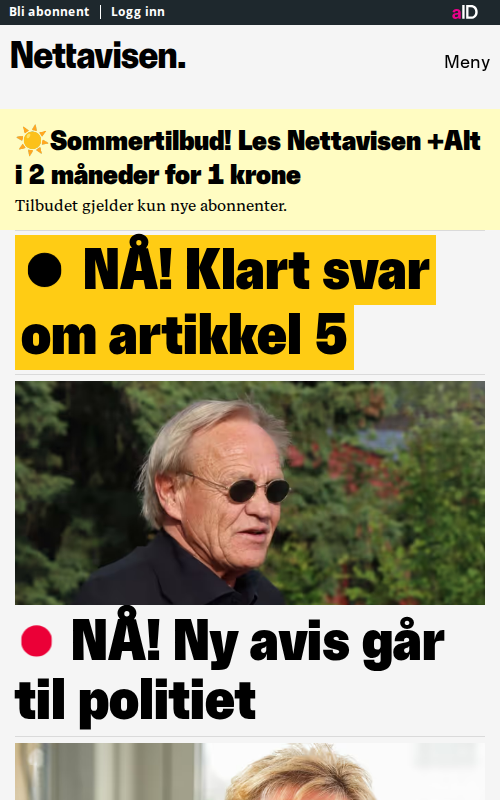 Bli abonnent | Logg inn
aID
Nettavisen.
Meny
☀️Sommertilbud! Les Nettavisen +Alt
i 2 måneder for 1 krone
Tilbudet gjelder kun nye abonnenter.
● NÅ! Klart svar
om artikkel 5
🔴 NÅ! Ny avis går
til politiet